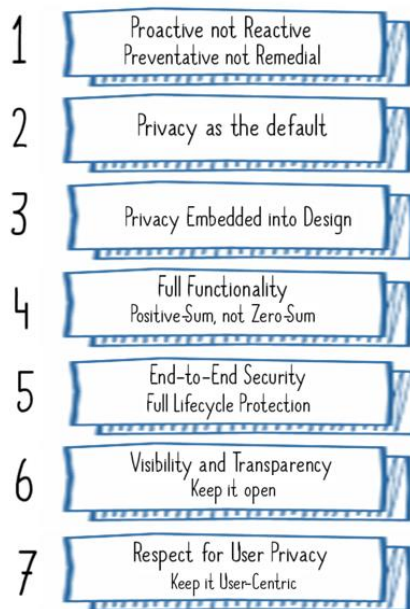 1
Proactive not Reactive
Preventative not Remedial
2
Privacy as the default
3
Privacy Embedded into Design
4
Full Functionality
Positive-Sum, not Zero-Sum
5
End-to-End Security
Full Lifecycle Protection
6
Visibility and Transparency
Keep it open
7
Respect for User Privacy
Keep it User-Centric